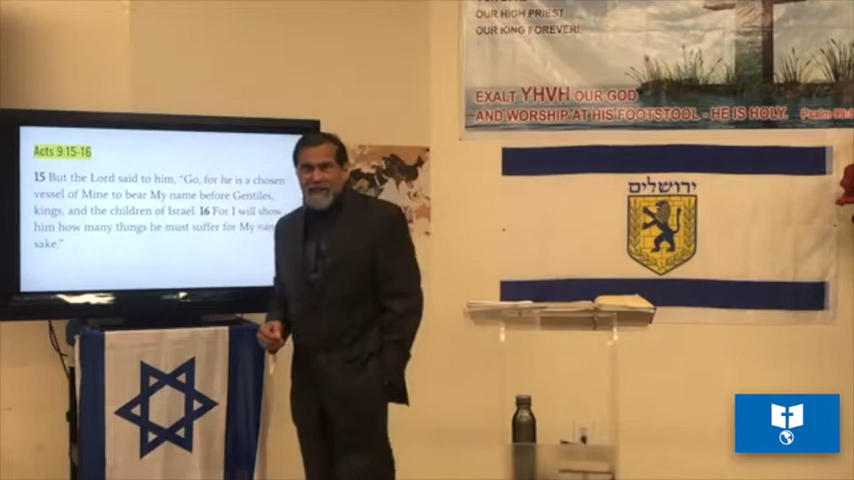 OUR HIGH PRIEST
OUR KING FOREVER!
EXALT YHVH OUR GOD
AND WORSHIP AT HIS FOOTSTOOL - HE IS HOLY.
Psalm 99:
Acts 9:15-16
15 But the Lord said to him, “Go, for he is a chosen
vessel of Mine to bear My name before Gentiles,
kings, and the children of Israel. 16 For I will show
him how many things he must suffer for My name
sake.”
ירושלים